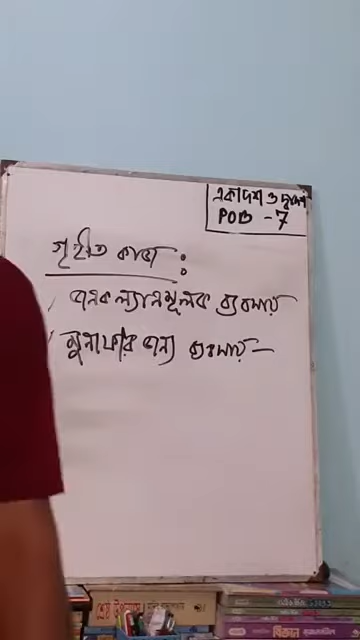 একাদশ ও দ্বাদশ
POB - 7
গৃহীত কাজ :
জনকল্যাণমূলক ব্যবসায়
মুনাফার জন্য ব্যবসায় —